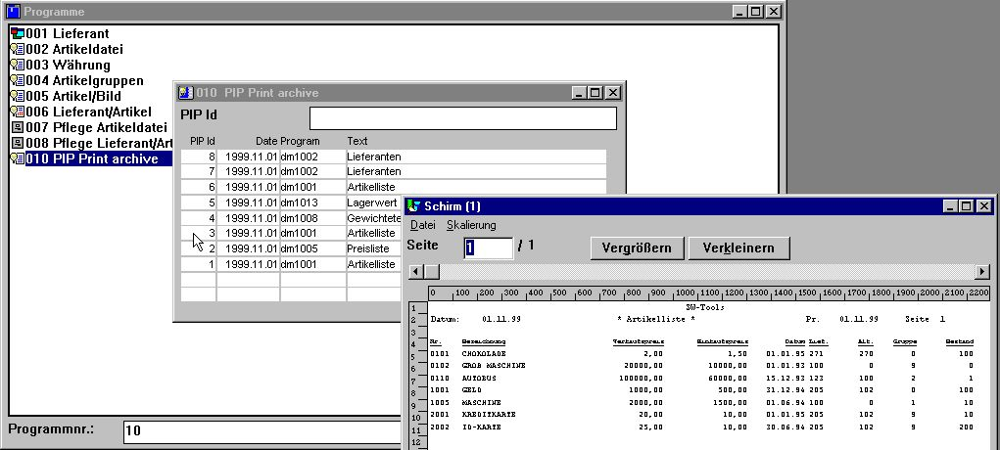 Programme
001 Lieferant
002 Artikeldatei
003 Währung
004 Artikelgruppen
005 Artikel/Bild
006 Lieferant/Artikel
007 Pflege Artikeldatei
008 Pflege Lieferant/Art
010 PIP Print archive
Programmnr.: 10
010 PIP Print archive
PIP Id
PIP Id Date Program Text
8 1999.11.01 dm1002 Lieferanten
7 1999.11.01 dm1002 Lieferanten
6 1999.11.01 dm1001 Artikelliste
5 1999.11.01 dm1013 Lagerwert
4 1999.11.01 dm1008 Gewichtete
3 1999.11.01 dm1001 Artikelliste
2 1999.11.01 dm1005 Preisliste
1 1999.11.01 dm1001 Artikelliste
Schirm (1)
Datei Skalierung
Seite 1 / 1 Vergrößern Verkleinern
0 100 200 300 400 500 600 700 800 900 1000 1100 1200 1300 1400 1500 1600 1700 1800 1900 2000 2100 2200
1 SW-Tools
2 Datum: 01.11.99 * Artikelliste * Pr. 01.11.99 Seite 1
3
4 Nr. Bezeichnung Verkaufspreis Einkaufspreis Datum Lief. Alt. Gruppe Bestand
5 0101 CHOKOLADE 2,00 1,50 01.01.95 271 270 0 100
6 0102 GROB MASCHINE 20000,00 10000,00 01.01.93 100 0 9 0
7 0110 AUTOBUS 100000,00 60000,00 15.12.93 123 100 2 1
8 1001 GELD 1000,00 500,00 31.12.94 205 102 0 100
9 1005 MASCHINE 2000,00 1500,00 01.06.94 100 0 1 10
10 2001 KREDITKARTE 20,00 10,00 01.01.95 205 102 9 10
11 2002 ID-KARTE 25,00 10,00 30.06.94 205 102 9 200
12